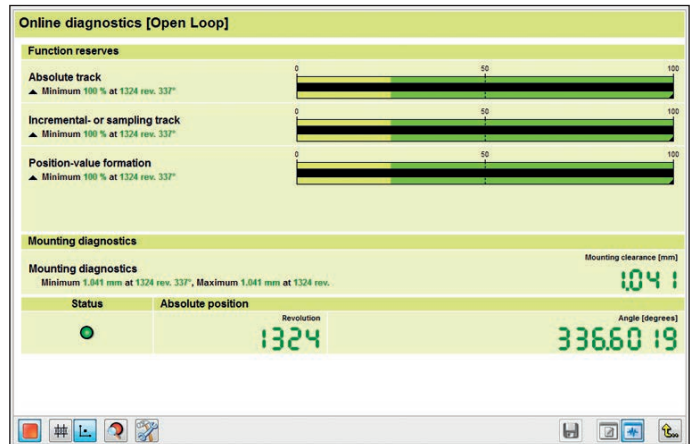 Online diagnostics [Open Loop]
Function reserves
0 50 100
Absolute track
Minimum 100 % at 1324 rev. 337°
0 50 100
Incremental- or sampling track
Minimum 100 % at 1324 rev. 337°
0 50 100
Position-value formation
Minimum 100 % at 1324 rev. 337°
Mounting diagnostics
Mounting clearance [mm]
Mounting diagnostics
Minimum 1.041 mm at 1324 rev. 337°, Maximum 1.041 mm at 1324 rev.
1.041
Status Absolute position
Revolution Angle [degrees]
1324 336.6019